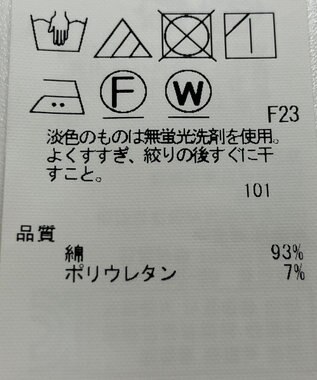 F W
F23
淡色のものは無蛍光洗剤を使用。
よくすすぎ、絞りの後すぐに干
すこと。
101
品質
綿 93%
ポリウレタン 7%